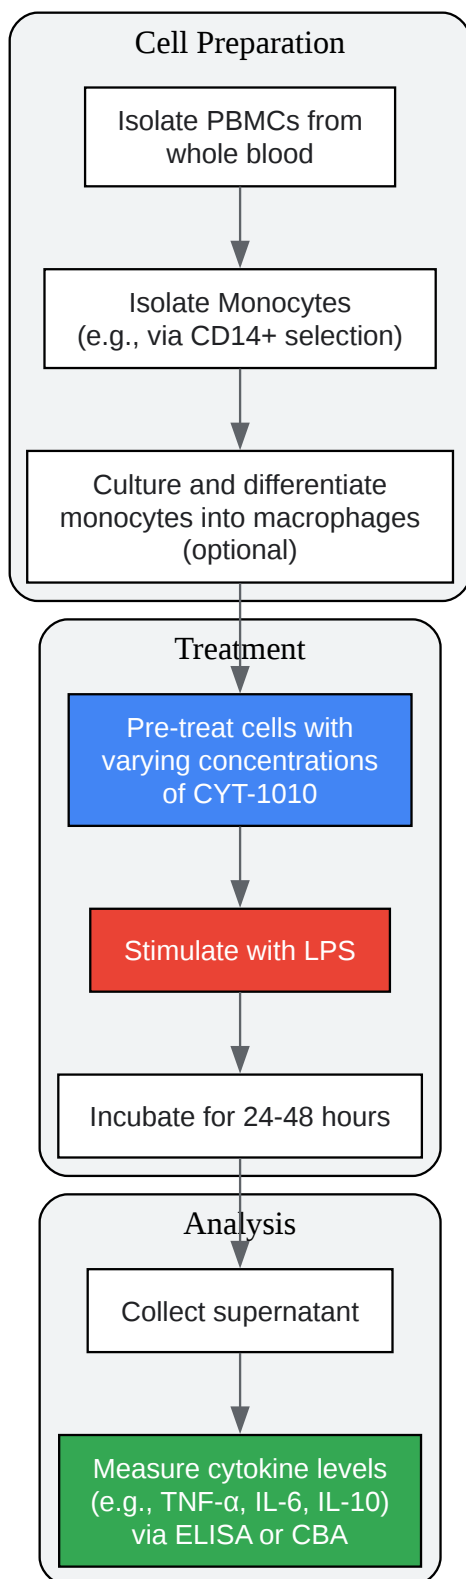 Cell Preparation
Isolate PBMCs from
whole blood
Isolate Monocytes
(e.g., via CD14+ selection)
Culture and differentiate
monocytes into macrophages
(optional)
Treatment
Pre-treat cells with
varying concentrations
of CYT-1010
Stimulate with LPS
Incubate for 24-48 hours
Analysis
Collect supernatant
Measure cytokine levels
(e.g., TNF-α, IL-6, IL-10)
via ELISA or CBA